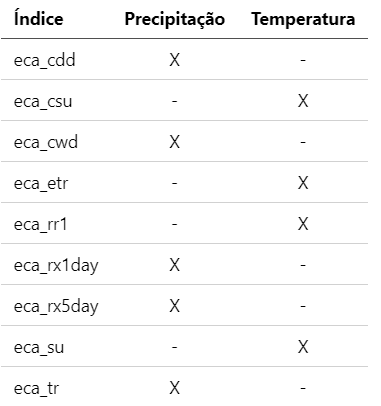 Índice Precipitação Temperatura
eca_cdd X -
eca_csu - X
eca_cwd X -
eca_etr - X
eca_rr1 - X
eca_rx1day X -
eca_rx5day X -
eca_su - X
eca_tr X -